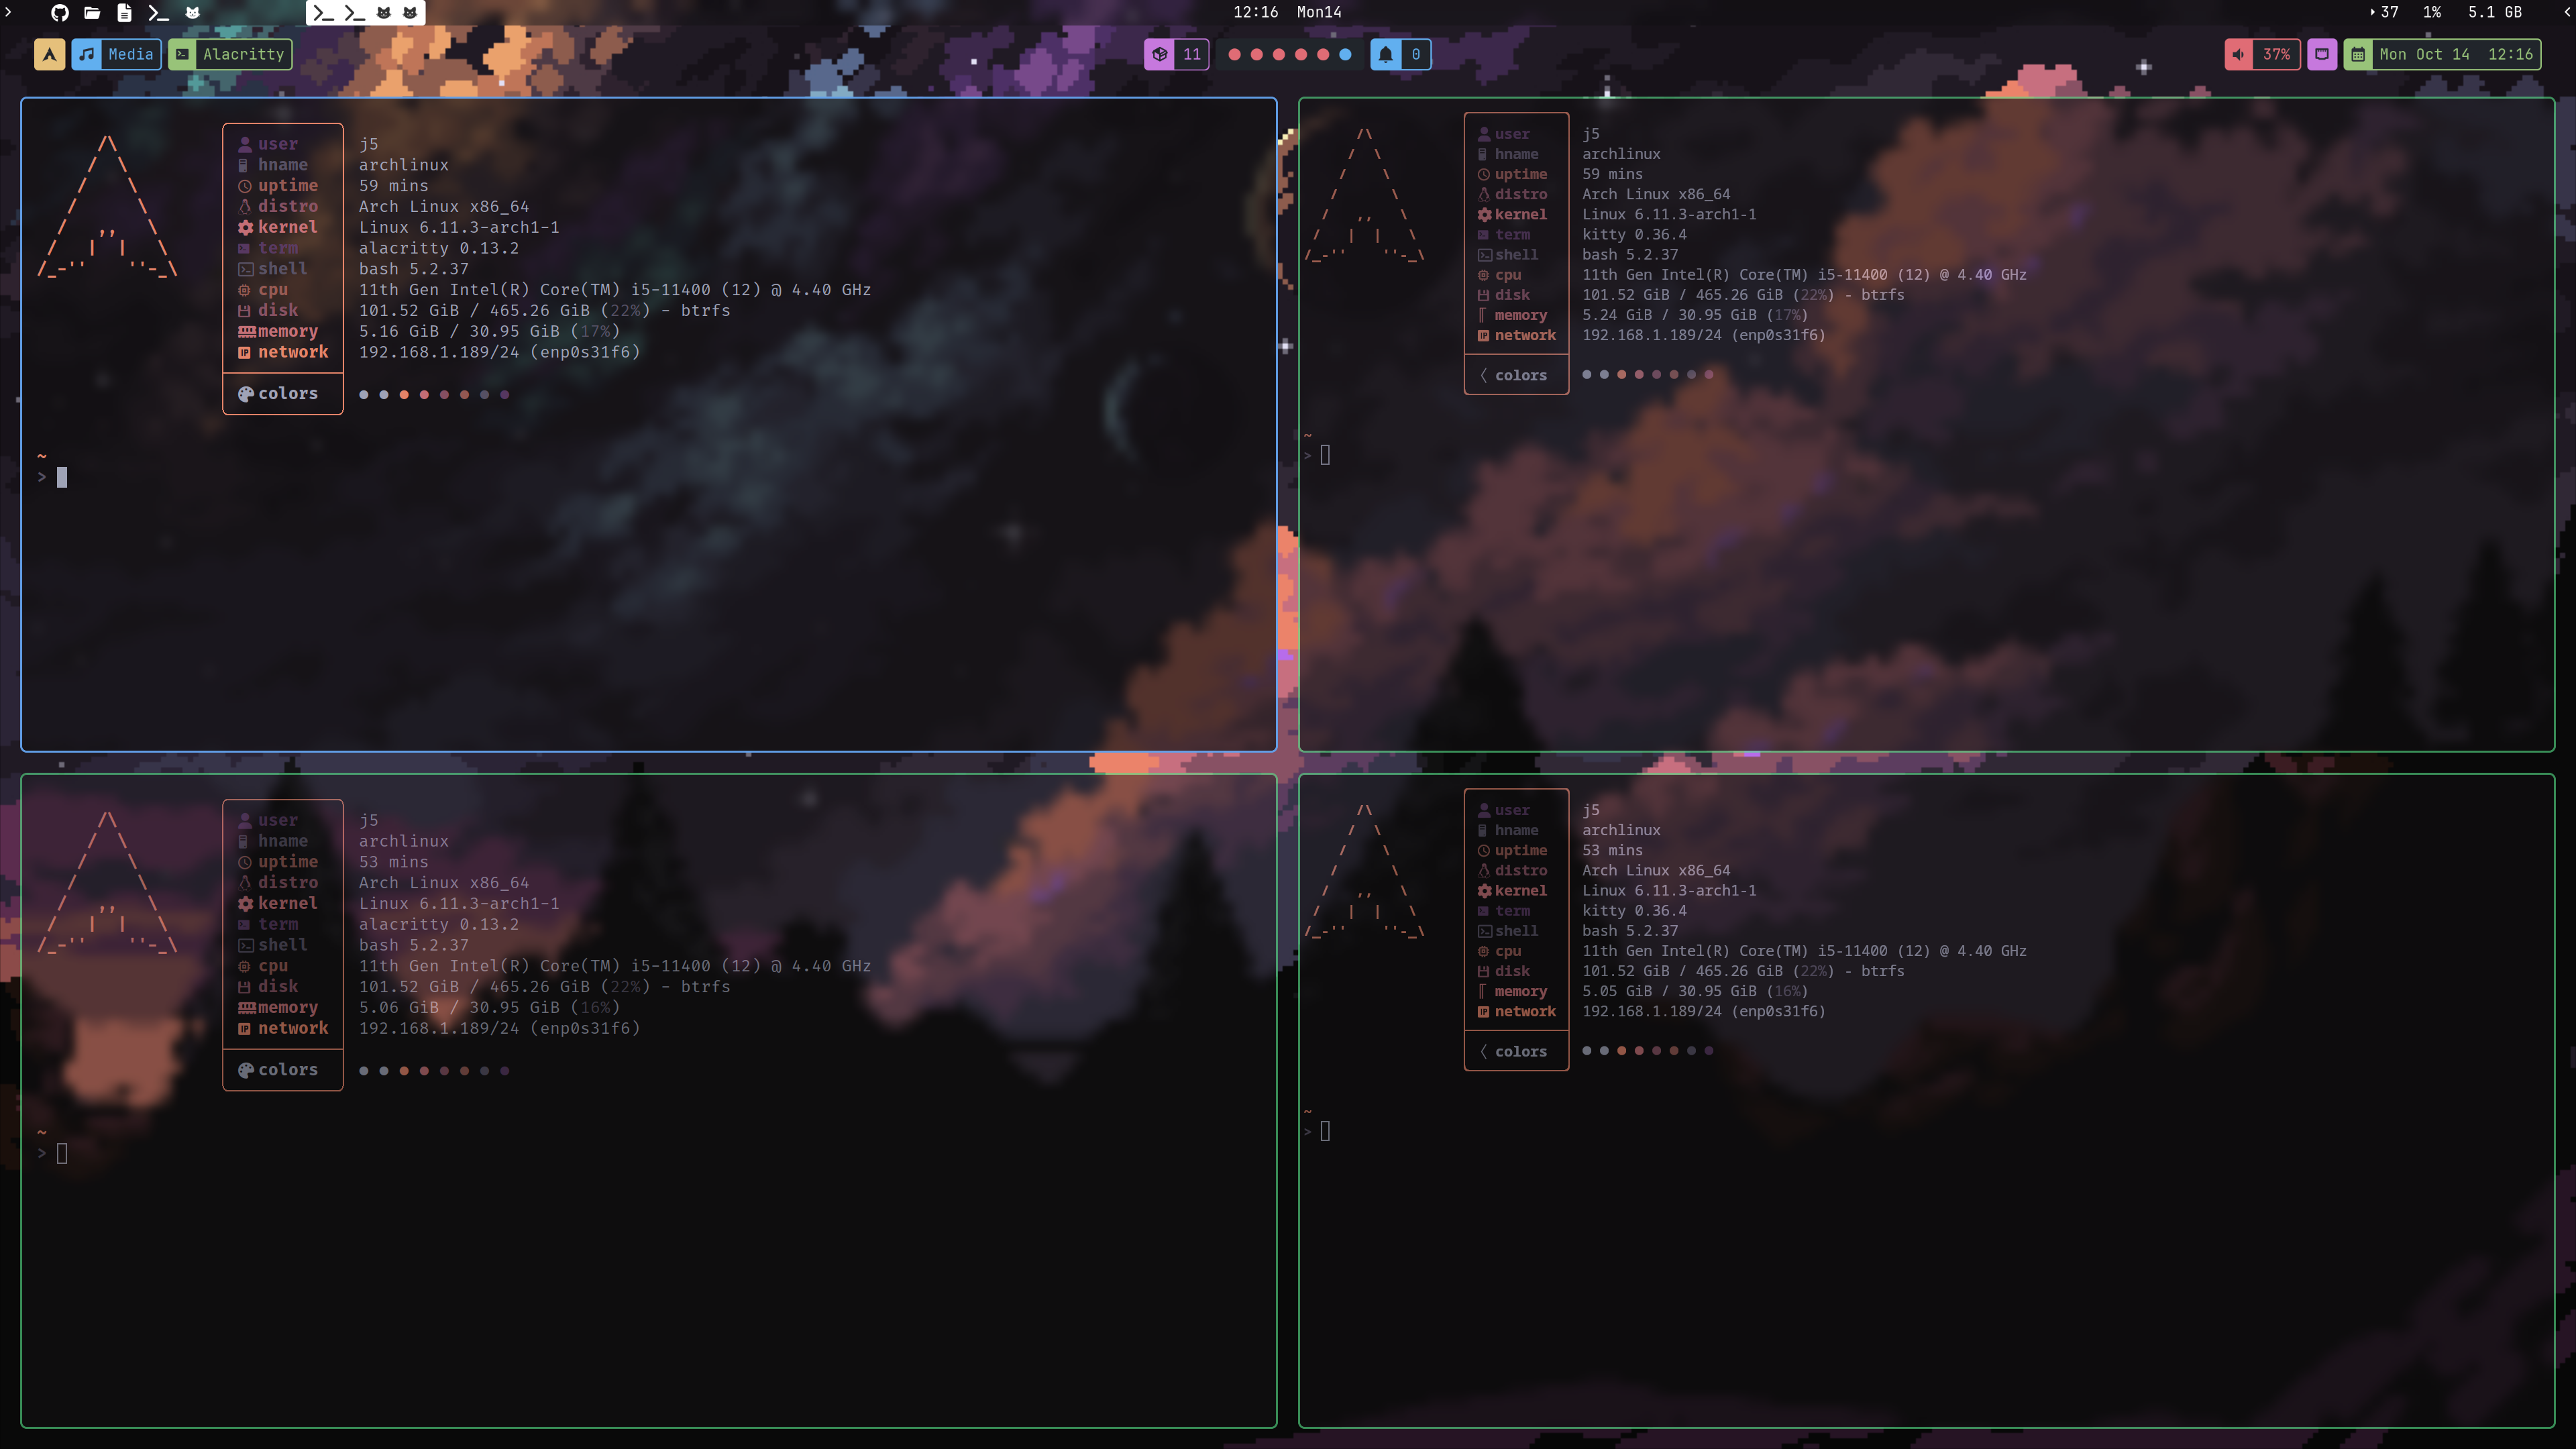 12:16 Mon14
37 1% 5.1 GB
Media
Alacritty
11
0
37%
Mon Oct 14 12:16
user j5
hname archlinux
uptime 59 mins
distro Arch Linux x86_64
kernel Linux 6.11.3-arch1-1
term alacritty 0.13.2
shell bash 5.2.37
cpu 11th Gen Intel(R) Core(TM) i5-11400 (12) @ 4.40 GHz
disk 101.52 GiB / 465.26 GiB (22%) - btrfs
memory 5.16 GiB / 30.95 GiB (17%)
network 192.168.1.189/24 (enp0s31f6)
colors
~
>
user j5
hname archlinux
uptime 59 mins
distro Arch Linux x86_64
kernel Linux 6.11.3-arch1-1
term kitty 0.36.4
shell bash 5.2.37
cpu 11th Gen Intel(R) Core(TM) i5-11400 (12) @ 4.40 GHz
disk 101.52 GiB / 465.26 GiB (22%) - btrfs
memory 5.24 GiB / 30.95 GiB (17%)
network 192.168.1.189/24 (enp0s31f6)
colors
~
>
user j5
hname archlinux
uptime 53 mins
distro Arch Linux x86_64
kernel Linux 6.11.3-arch1-1
term alacritty 0.13.2
shell bash 5.2.37
cpu 11th Gen Intel(R) Core(TM) i5-11400 (12) @ 4.40 GHz
disk 101.52 GiB / 465.26 GiB (22%) - btrfs
memory 5.06 GiB / 30.95 GiB (16%)
network 192.168.1.189/24 (enp0s31f6)
colors
~
>
user j5
hname archlinux
uptime 53 mins
distro Arch Linux x86_64
kernel Linux 6.11.3-arch1-1
term kitty 0.36.4
shell bash 5.2.37
cpu 11th Gen Intel(R) Core(TM) i5-11400 (12) @ 4.40 GHz
disk 101.52 GiB / 465.26 GiB (22%) - btrfs
memory 5.05 GiB / 30.95 GiB (16%)
network 192.168.1.189/24 (enp0s31f6)
colors
~
>